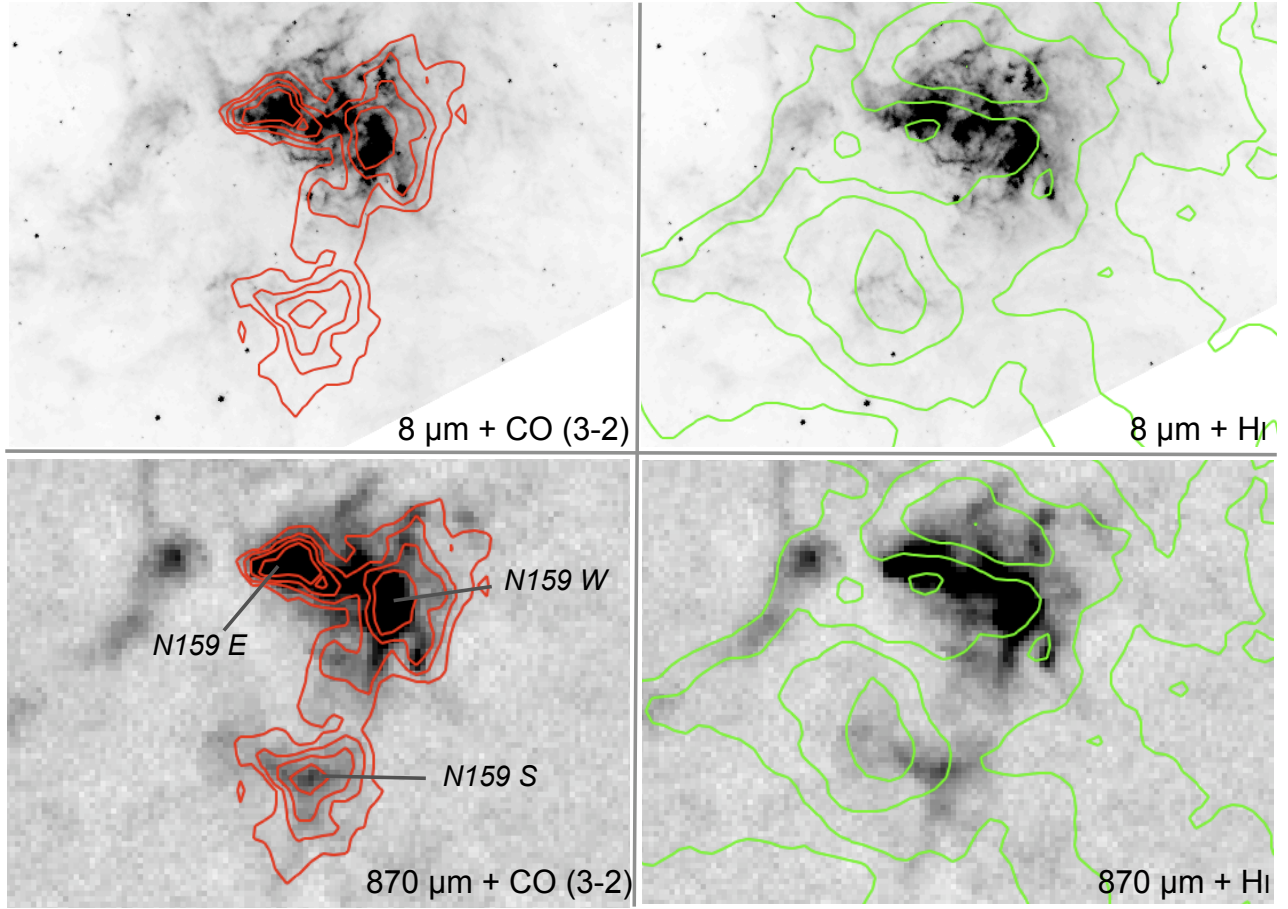 8 µm + CO (3-2)
8 µm + HI
N159 W
N159 E
N159 S
870 µm + CO (3-2)
870 µm + HI